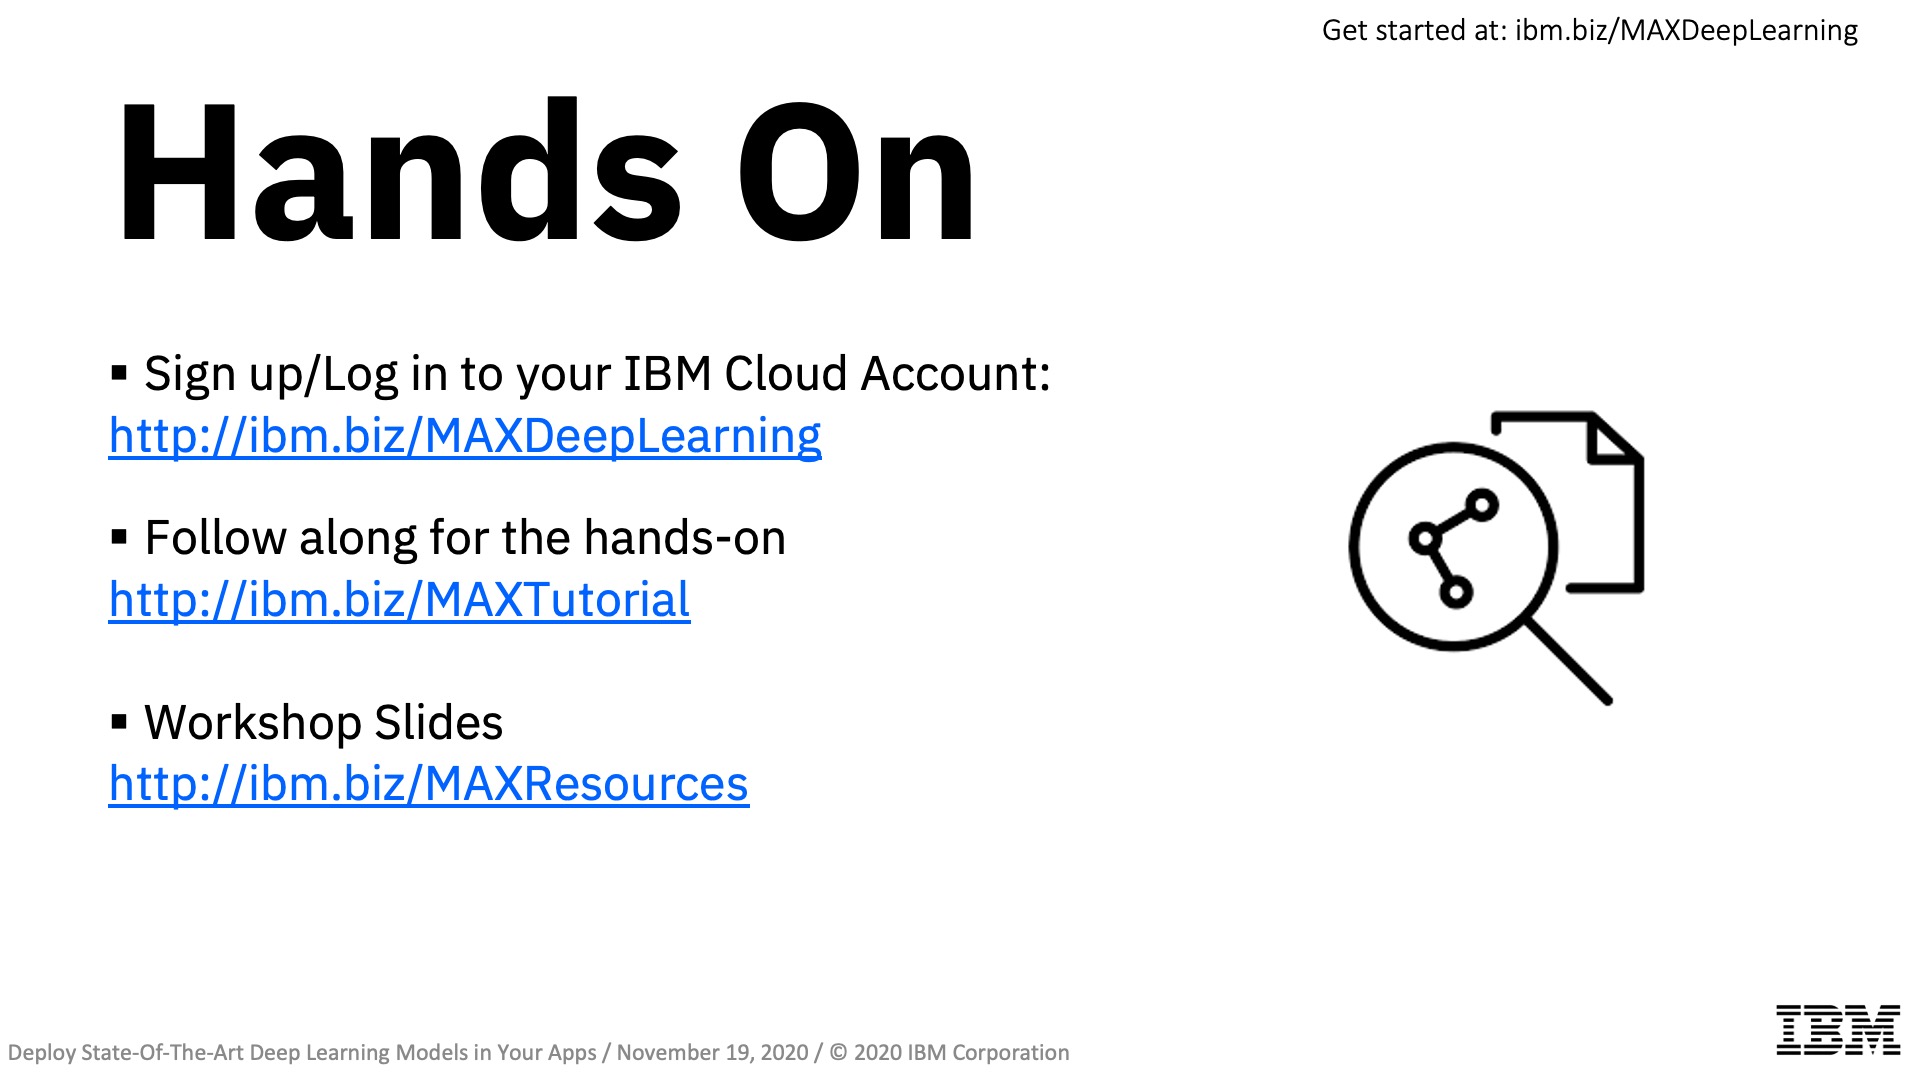 Get started at: ibm.biz/MAXDeepLearning
Hands On
▪ Sign up/Log in to your IBM Cloud Account:
http://ibm.biz/MAXDeepLearning
▪ Follow along for the hands-on
http://ibm.biz/MAXTutorial
▪ Workshop Slides
http://ibm.biz/MAXResources
IBM
Deploy State-Of-The-Art Deep Learning Models in Your Apps / November 19, 2020 / © 2020 IBM Corporation